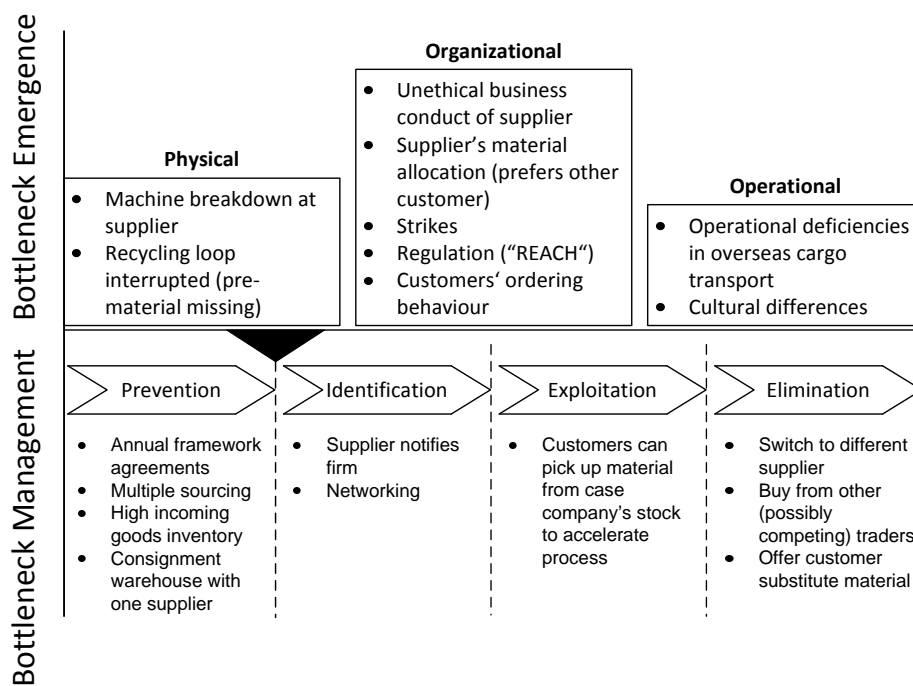 Bottleneck Emergence
Physical
• Machine breakdown at
supplier
• Recycling loop
interrupted (pre-
material missing)
Organizational
• Unethical business
conduct of supplier
• Supplier's material
allocation (prefers other
customer)
• Strikes
• Regulation (“REACH“)
• Customers‘ ordering
behaviour
Operational
• Operational deficiencies
in overseas cargo
transport
• Cultural differences
Bottleneck Management
Prevention
• Annual framework
agreements
• Multiple sourcing
• High incoming
goods inventory
• Consignment
warehouse with
one supplier
Identification
• Supplier notifies
firm
• Networking
Exploitation
• Customers can
pick up material
from case
company's stock
to accelerate
process
Elimination
• Switch to different
supplier
• Buy from other
(possibly
competing) traders
• Offer customer
substitute material